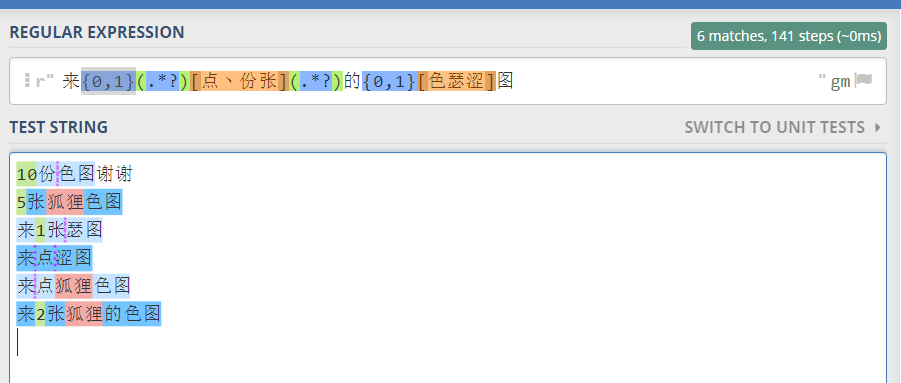 REGULAR EXPRESSION
6 matches, 141 steps (~0ms)
r" 来{0,1}(.*?)[点丶份张](.*?)的{0,1}[色瑟涩]图 " gm
TEST STRING
SWITCH TO UNIT TESTS
10份色图谢谢
5张狐狸色图
来1张瑟图
来点涩图
来点狐狸色图
来2张狐狸的色图